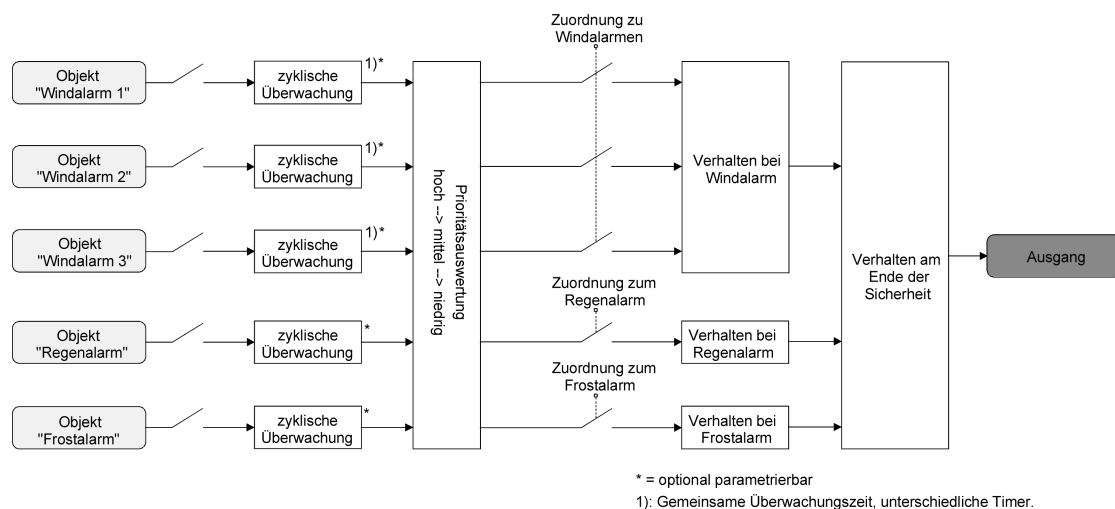 Zuordnung zu
Windalarmen
Objekt
"Windalarm 1"
zyklische
Überwachung
1)*
Objekt
"Windalarm 2"
zyklische
Überwachung
1)*
Objekt
"Windalarm 3"
zyklische
Überwachung
1)*
Objekt
"Regenalarm"
zyklische
Überwachung
*
Objekt
"Frostalarm"
zyklische
Überwachung
*
Prioritätsauswertung
hoch --> mittel --> niedrig
Verhalten bei
Windalarm
Zuordnung zum
Regenalarm
Verhalten bei
Regenalarm
Zuordnung zum
Frostalarm
Verhalten bei
Frostalarm
Verhalten am
Ende der
Sicherheit
Ausgang
* = optional parametrierbar
1): Gemeinsame Überwachungszeit, unterschiedliche Timer.